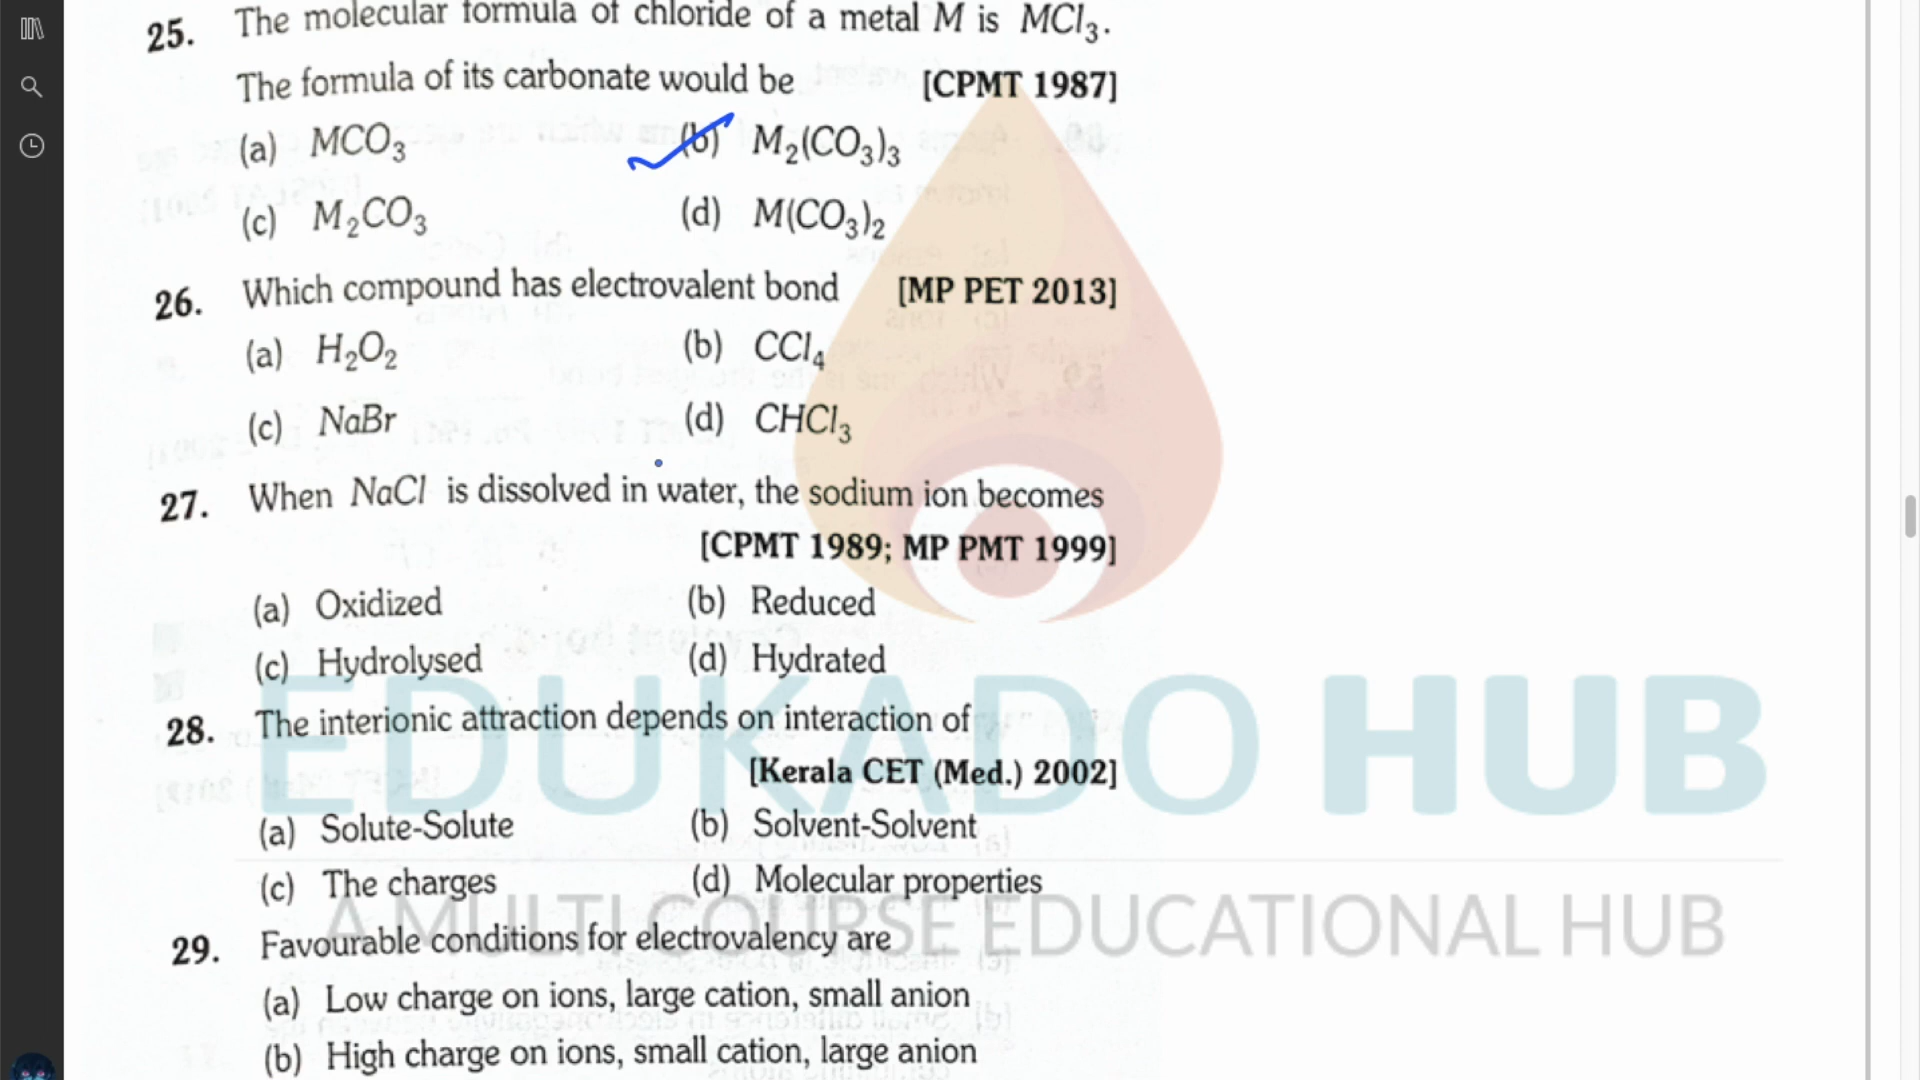 25. The molecular formula of chloride of a metal M is MCl₃.
The formula of its carbonate would be [CPMT 1987]
(a) MCO₃ (b) M₂(CO₃)₃
(c) M₂CO₃ (d) M(CO₃)₂
26. Which compound has electrovalent bond [MP PET 2013]
(a) H₂O₂ (b) CCl₄
(c) NaBr (d) CHCl₃
27. When NaCl is dissolved in water, the sodium ion becomes
[CPMT 1989; MP PMT 1999]
(a) Oxidized (b) Reduced
(c) Hydrolysed (d) Hydrated
28. The interionic attraction depends on interaction of
[Kerala CET (Med.) 2002]
(a) Solute-Solute (b) Solvent-Solvent
(c) The charges (d) Molecular properties
29. Favourable conditions for electrovalency are
(a) Low charge on ions, large cation, small anion
(b) High charge on ions, small cation, large anion
EDUKADO HUB
A MULTI COURSE EDUCATIONAL HUB